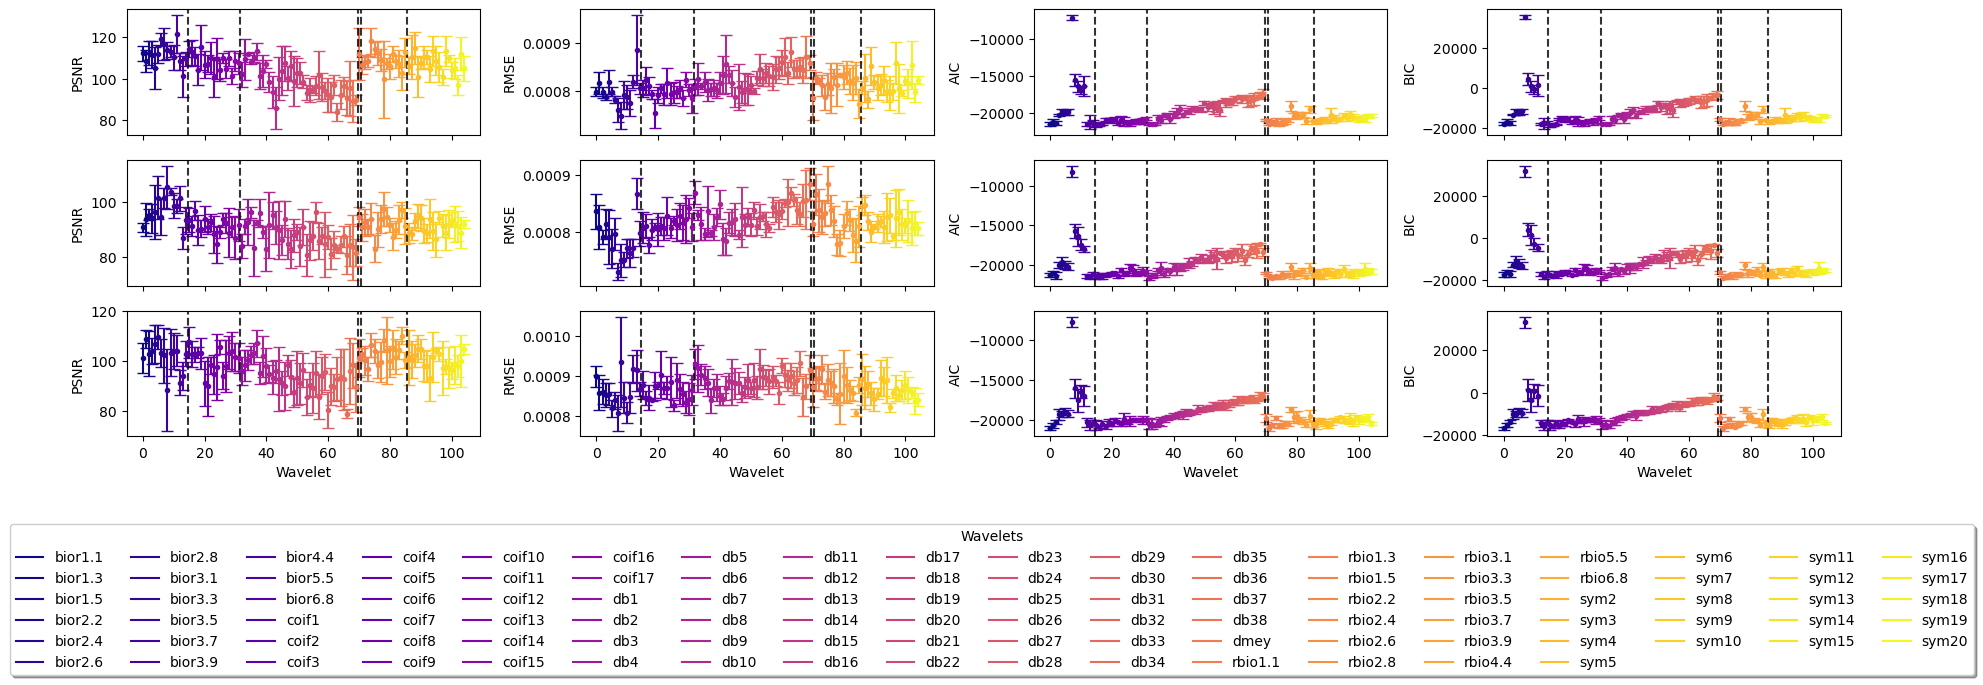 PSNR
120
100
80
RMSE
0.0009
0.0008
AIC
−10000
−15000
−20000
BIC
20000
0
−20000
PSNR
100
80
RMSE
0.0009
0.0008
AIC
−10000
−15000
−20000
BIC
20000
0
−20000
PSNR
120
100
80
0 20 40 60 80 100
Wavelet
RMSE
0.0010
0.0009
0.0008
0 20 40 60 80 100
Wavelet
AIC
−10000
−15000
−20000
0 20 40 60 80 100
Wavelet
BIC
20000
0
−20000
0 20 40 60 80 100
Wavelet
Wavelets
bior1.1 bior2.8 bior4.4 coif4 coif10 coif16 db5 db11 db17 db23 db29 db35 rbio1.3 rbio3.1 rbio5.5 sym6 sym11 sym16
bior1.3 bior3.1 bior5.5 coif5 coif11 coif17 db6 db12 db18 db24 db30 db36 rbio1.5 rbio3.3 rbio6.8 sym7 sym12 sym17
bior1.5 bior3.3 bior6.8 coif6 coif12 db1 db7 db13 db19 db25 db31 db37 rbio2.2 rbio3.5 sym2 sym8 sym13 sym18
bior2.2 bior3.5 coif1 coif7 coif13 db2 db8 db14 db20 db26 db32 db38 rbio2.4 rbio3.7 sym3 sym9 sym14 sym19
bior2.4 bior3.7 coif2 coif8 coif14 db3 db9 db15 db21 db27 db33 dmey rbio2.6 rbio3.9 sym4 sym10 sym15 sym20
bior2.6 bior3.9 coif3 coif9 coif15 db4 db10 db16 db22 db28 db34 rbio1.1 rbio2.8 rbio4.4 sym5